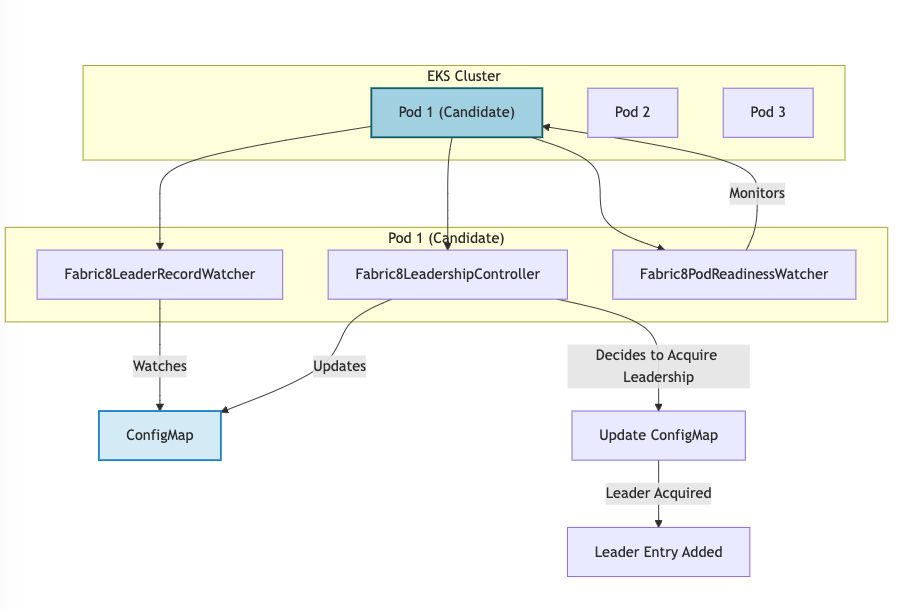 EKS Cluster
Pod 1 (Candidate)
Pod 2
Pod 3
Monitors
Pod 1 (Candidate)
Fabric8LeaderRecordWatcher
Fabric8LeadershipController
Fabric8PodReadinessWatcher
Watches
Updates
Decides to Acquire
Leadership
ConfigMap
Update ConfigMap
Leader Acquired
Leader Entry Added